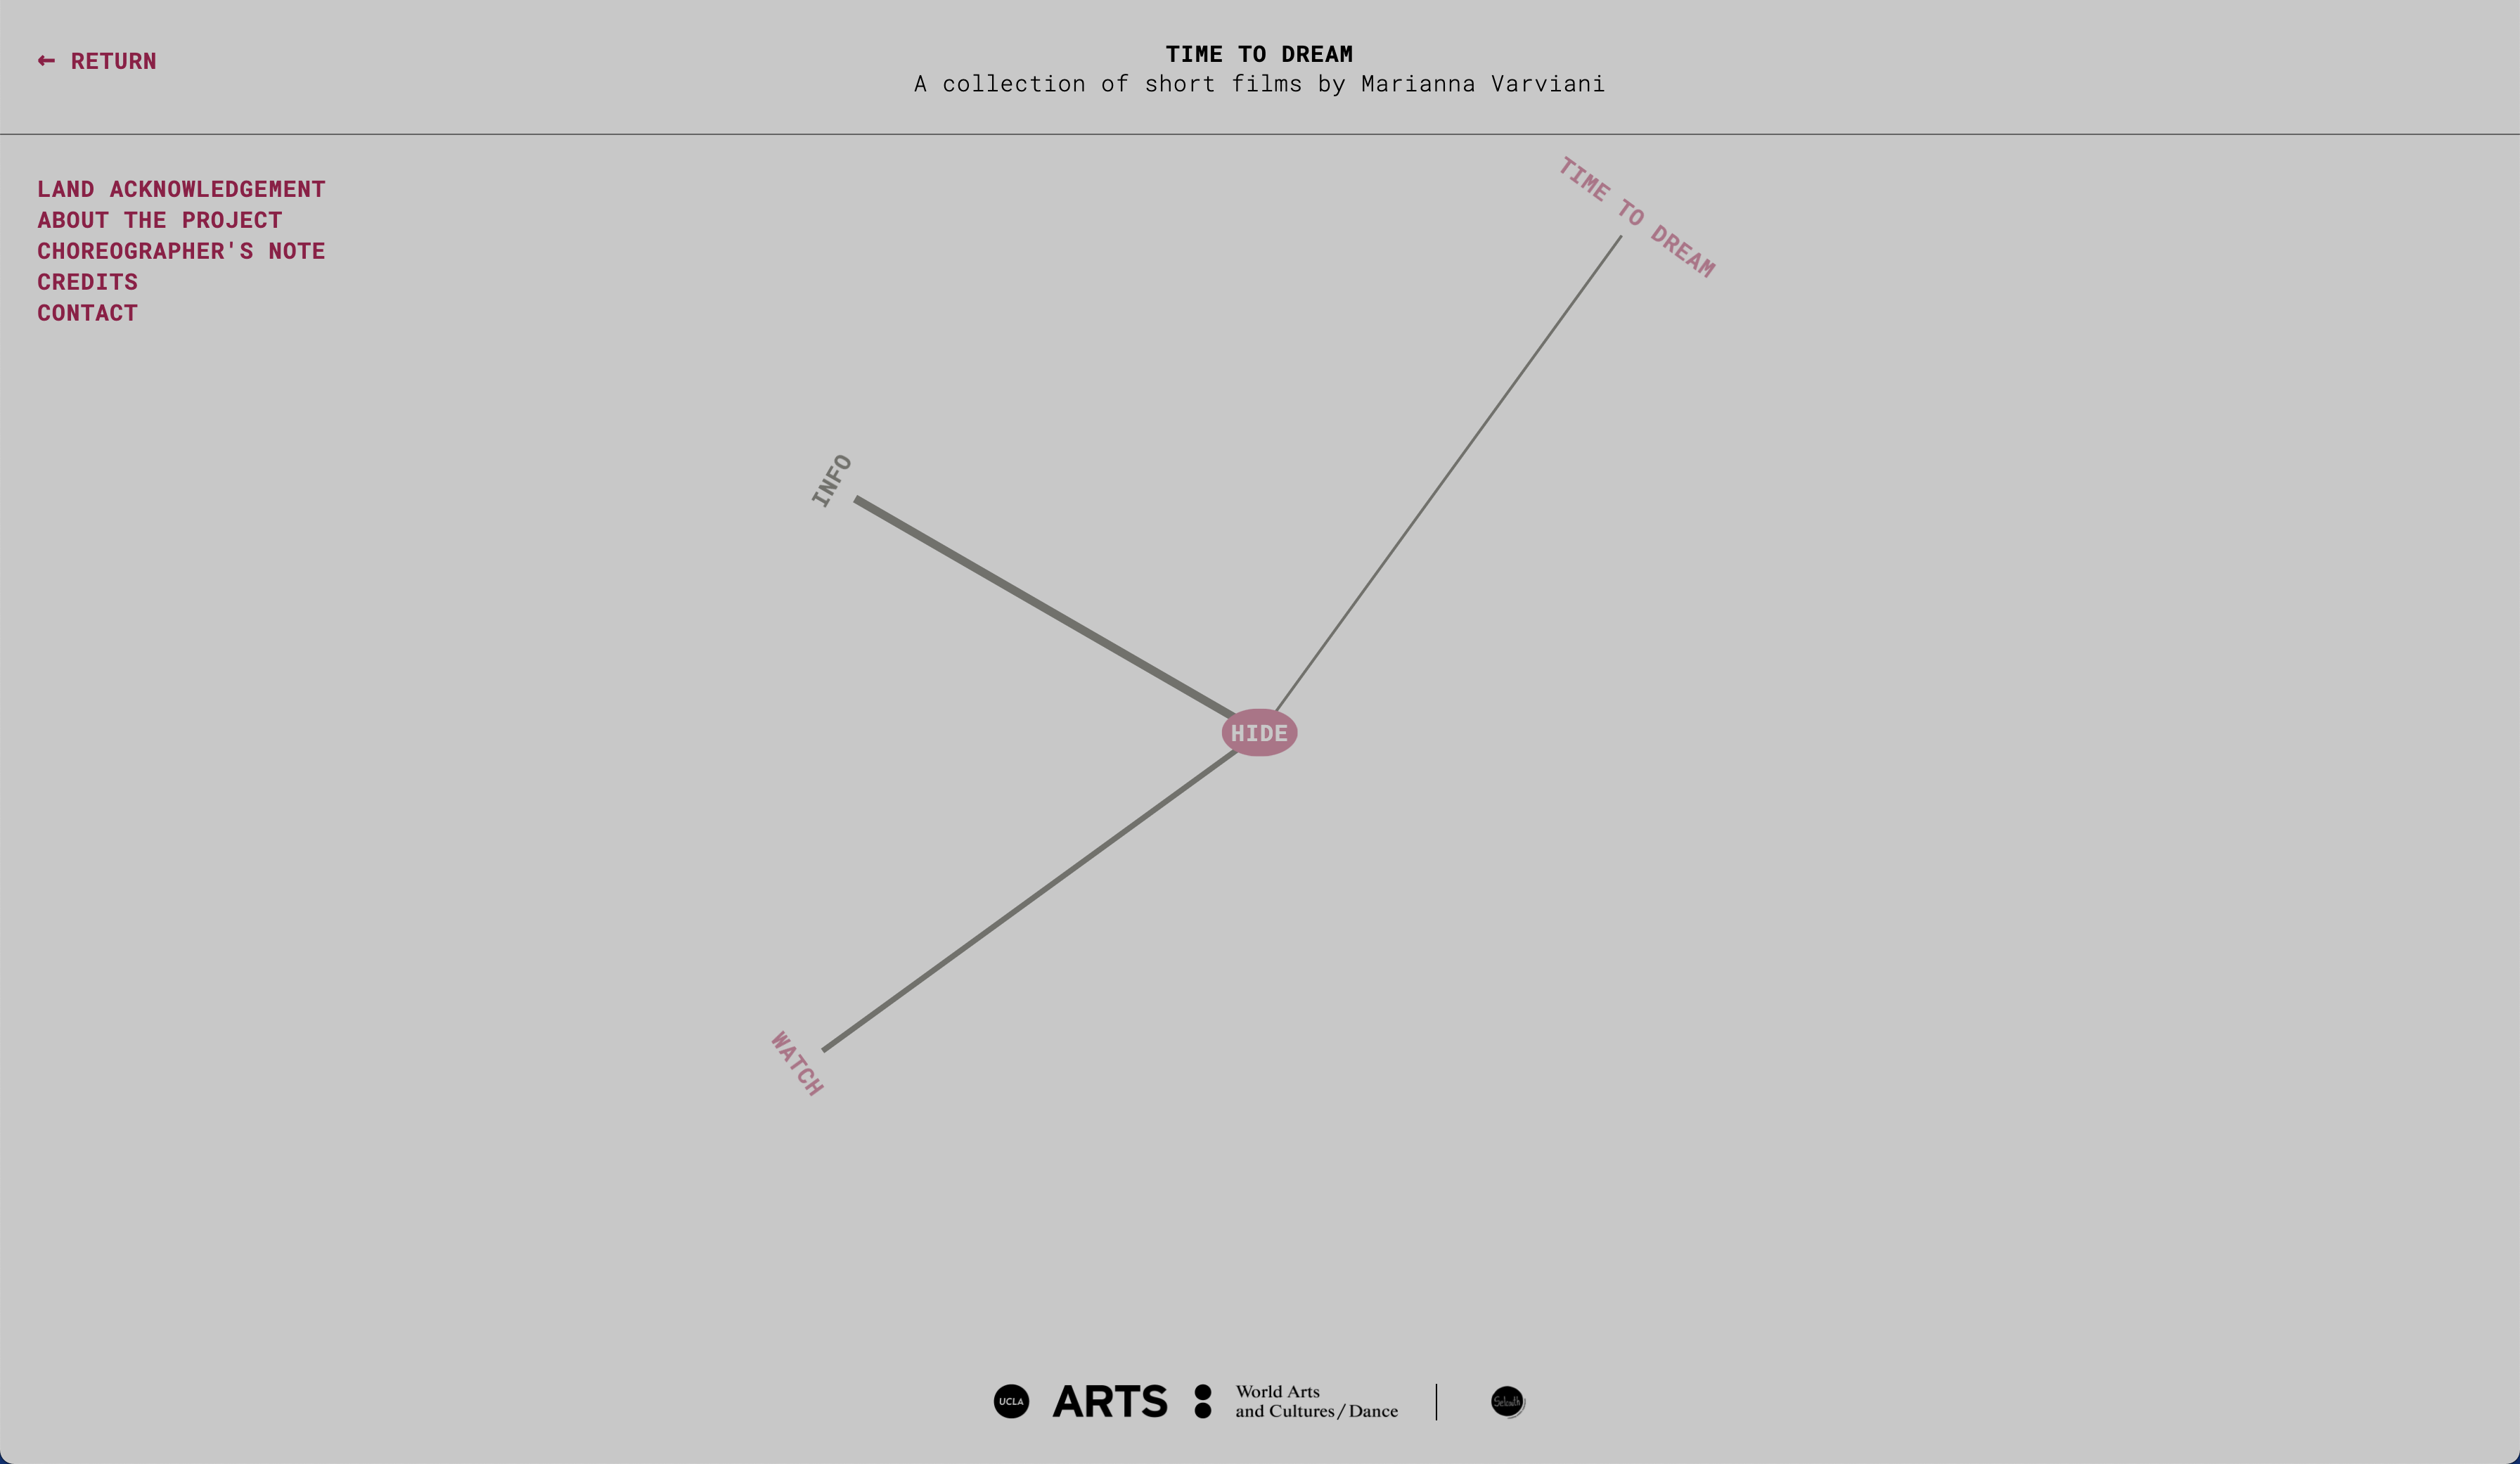 ← RETURN
TIME TO DREAM
A collection of short films by Marianna Varviani
LAND ACKNOWLEDGEMENT
ABOUT THE PROJECT
CHOREOGRAPHER'S NOTE
CREDITS
CONTACT
TIME TO DREAM
INFO
HIDE
WATCH
UCLA ARTS
World Arts
and Cultures/Dance